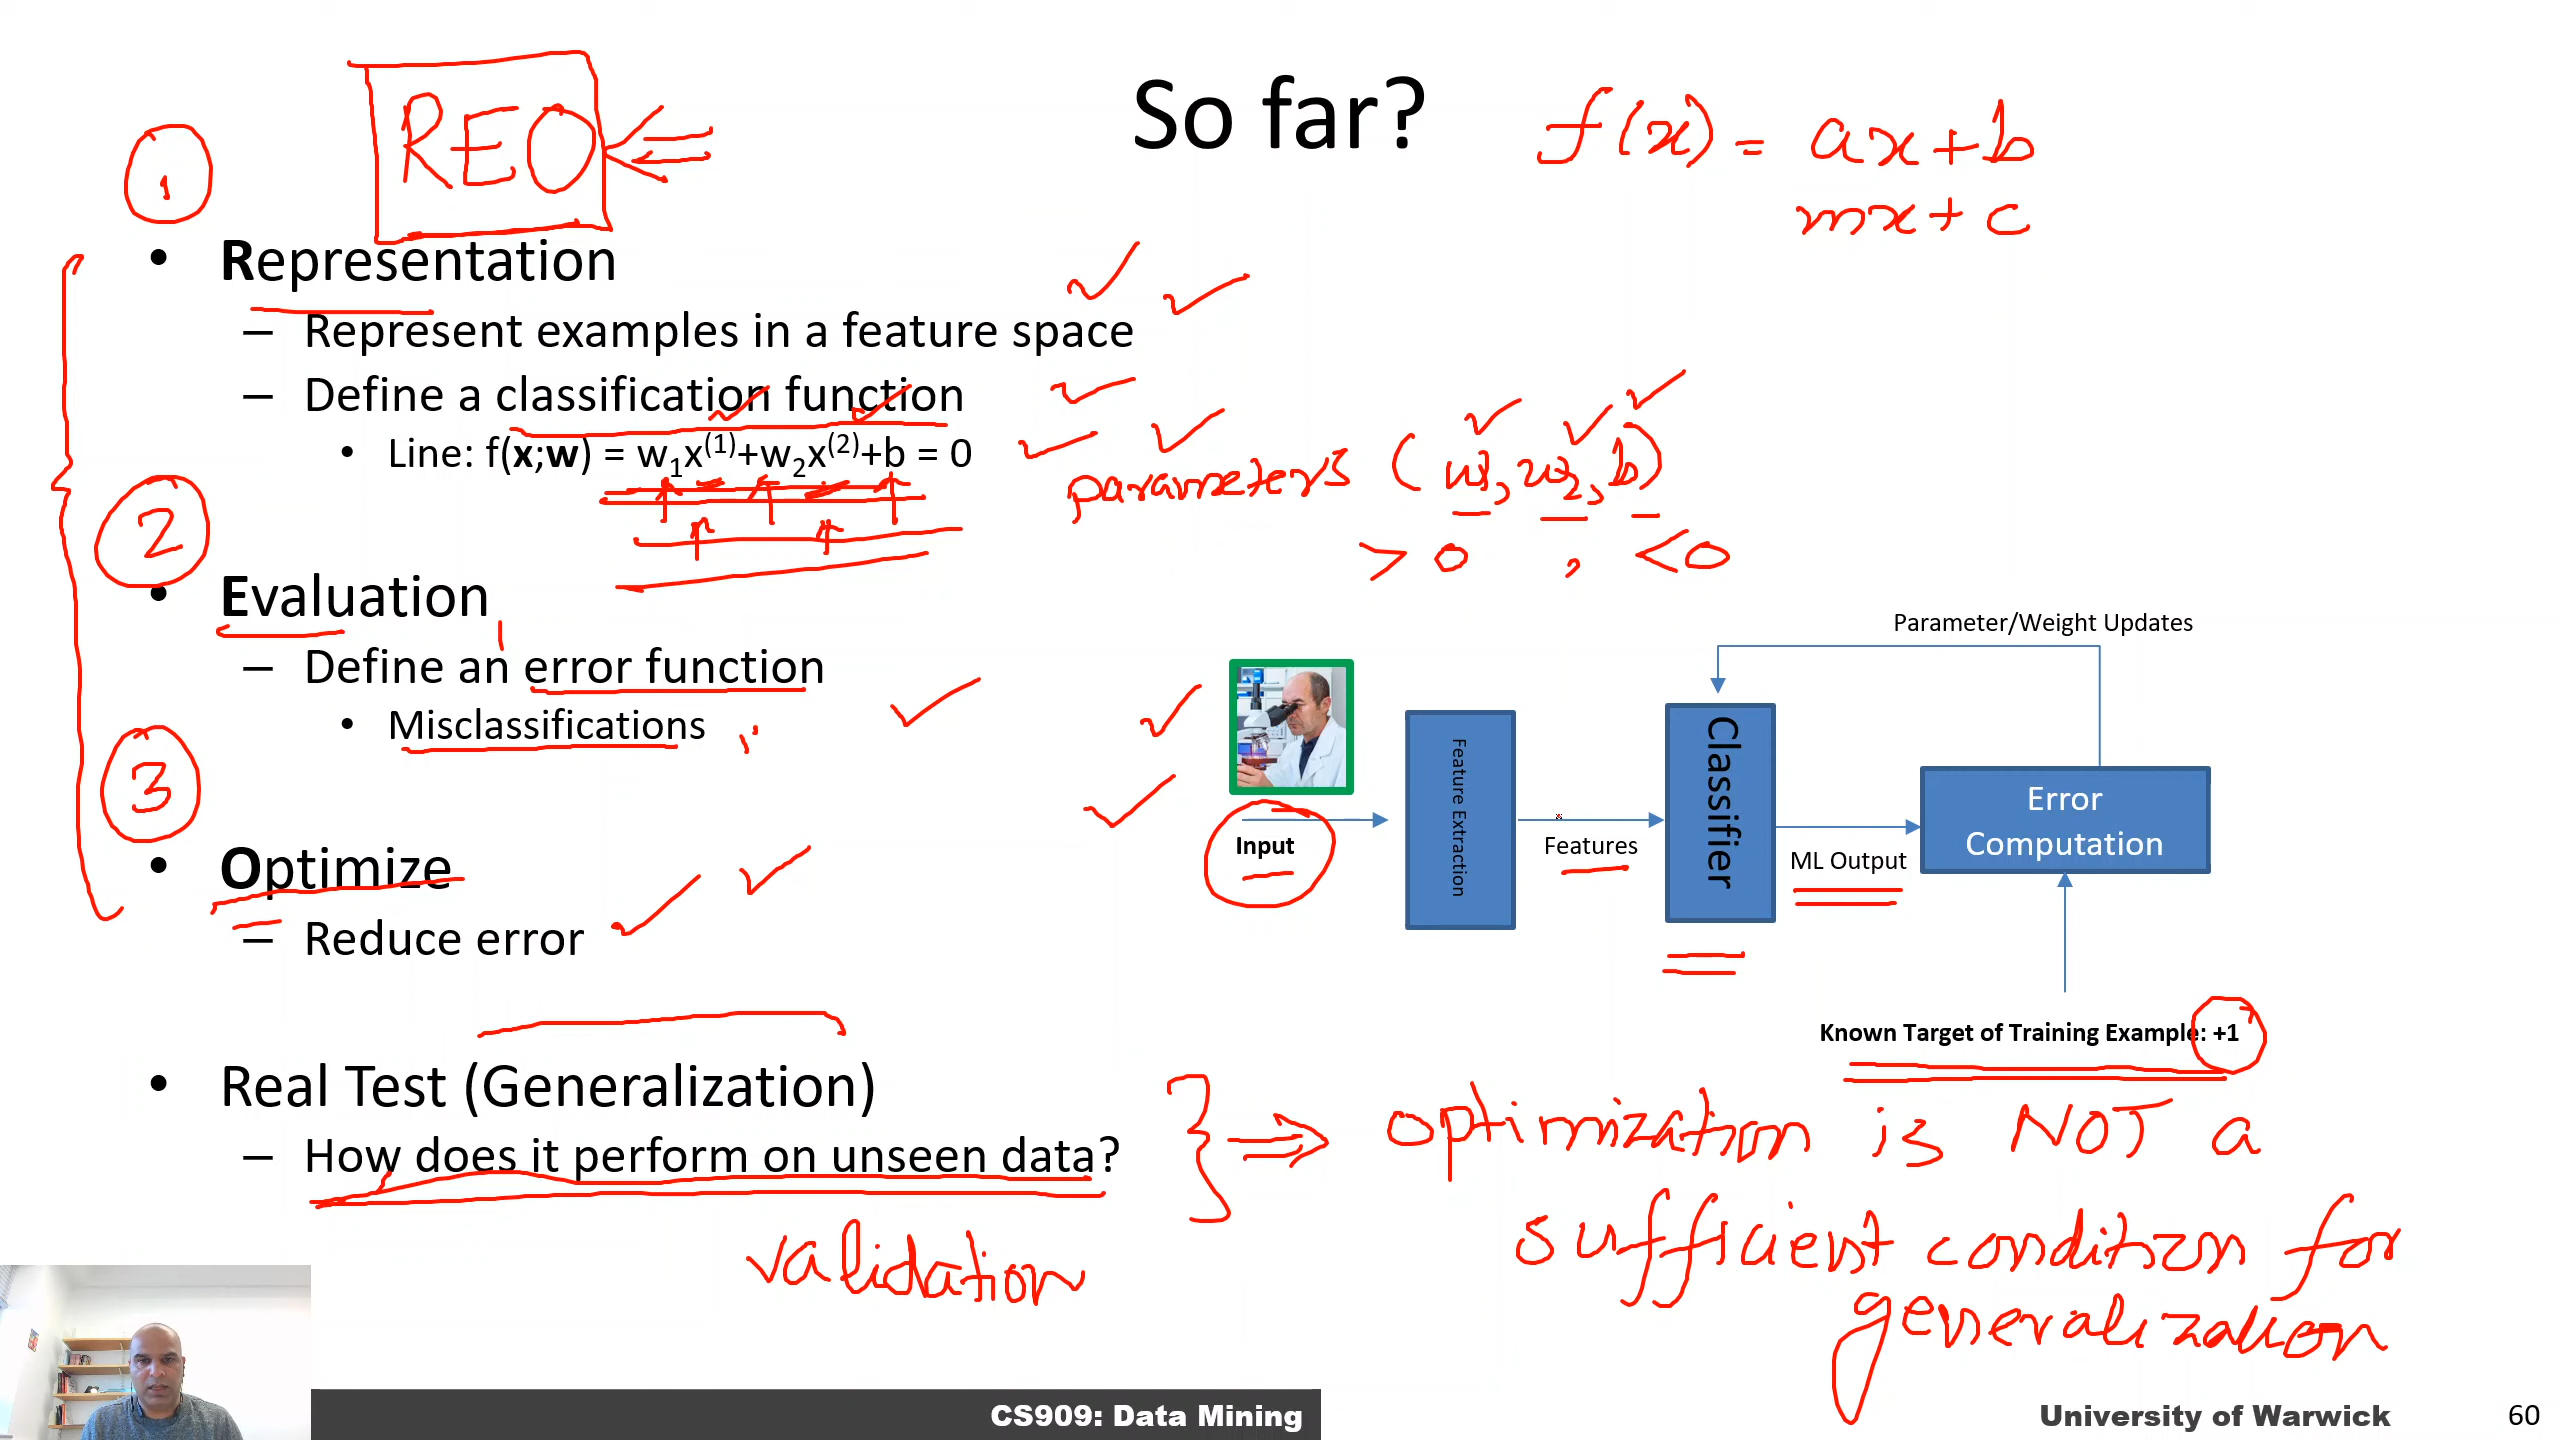 So far?
REO
f(x) = ax+b
mx+c
1
• Representation
– Represent examples in a feature space
– Define a classification function
• Line: f(x;w) = w₁x⁽¹⁾+w₂x⁽²⁾+b = 0
parameters (w1, w2, b)
>0 , <0
2
• Evaluation
– Define an error function
• Misclassifications
3
• Optimize
– Reduce error
Parameter/Weight Updates
Input
Feature Extraction
Features
Classifier
ML Output
Error
Computation
Known Target of Training Example: +1
• Real Test (Generalization)
– How does it perform on unseen data?
validation
optimization is NOT a
sufficient condition for
generalization
CS909: Data Mining
University of Warwick
60